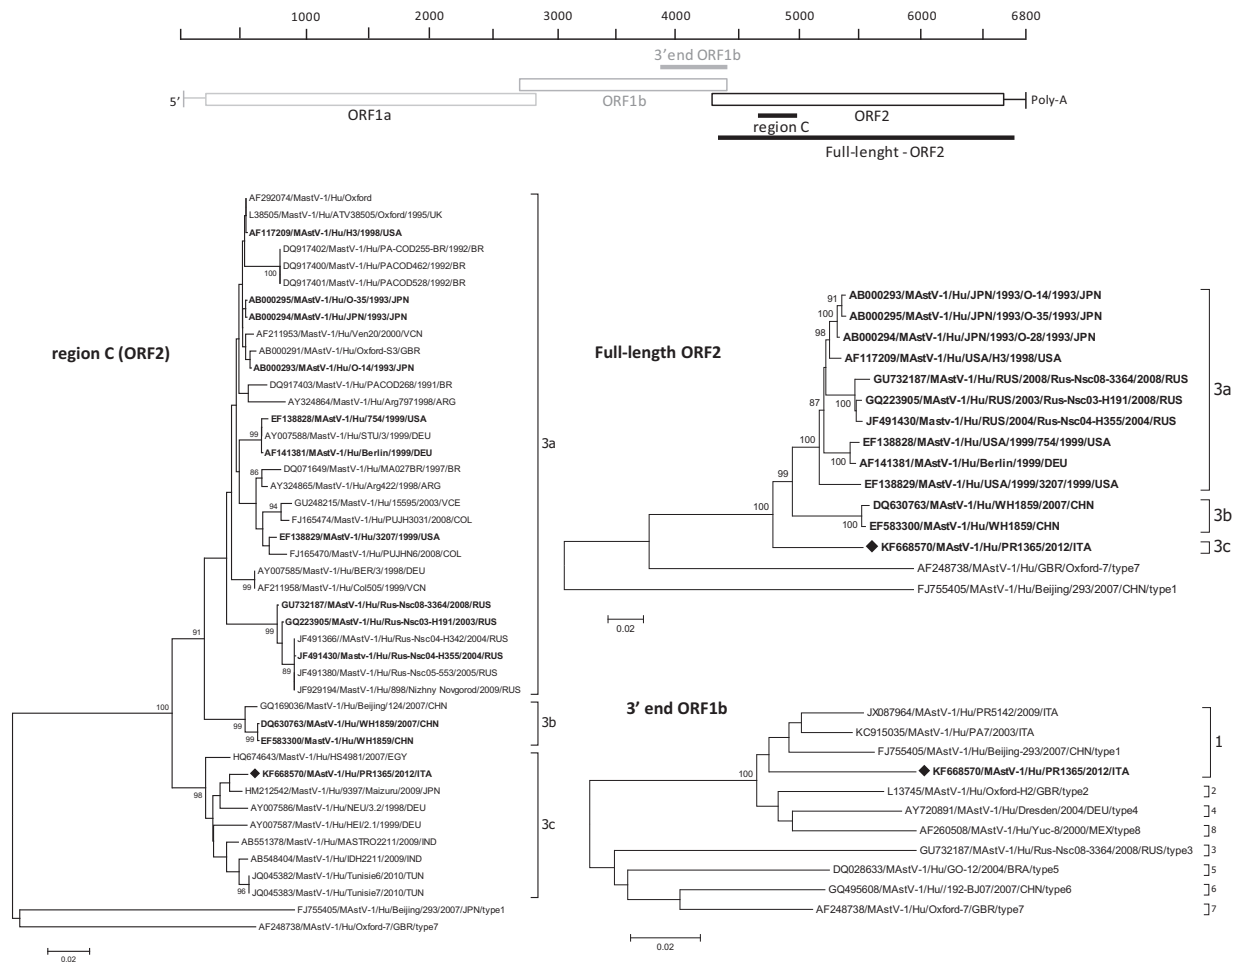 1000 2000 3000 4000 5000 6000 6800
3'end ORF1b
5'
ORF1a
ORF1b
ORF2
Poly-A
region C
Full-lenght - ORF2
region C (ORF2)
AF292074/MastV-1/Hu/Oxford
L38505/MastV-1/Hu/ATV38505/Oxford/1995/UK
AF117209/MAstV-1/Hu/H3/1998/USA
DQ917402/MastV-1/Hu/PA-COD255-BR/1992/BR
DQ917400/MastV-1/Hu/PACOD462/1992/BR
100
DQ917401/MastV-1/Hu/PACOD528/1992/BR
AB000295/MAstV-1/Hu/O-35/1993/JPN
AB000294/MAstV-1/Hu/JPN/1993/JPN
AF211953/MastV-1/Hu/Ven20/2000/VCN
AB000291/MAstV-1/Hu/Oxford-S3/GBR
AB000293/MAstV-1/Hu/O-14/1993/JPN
DQ917403/MastV-1/Hu/PACOD268/1991/BR
AY324864/MastV-1/Hu/Arg7971998/ARG
EF138828/MAstV-1/Hu/754/1999/USA
99
AY007588/MastV-1/Hu/STU/3/1999/DEU
AF141381/MAstV-1/Hu/Berlin/1999/DEU
3a
86
DQ071649/MastV-1/Hu/MA027BR/1997/BR
AY324865/MastV-1/Hu/Arg422/1998/ARG
GU248215/MastV-1/Hu/15595/2003/VCE
94
FJ165474/MastV-1/Hu/PUJH3031/2008/COL
EF138829/MAstV-1/Hu/3207/1999/USA
FJ165470/MastV-1/Hu/PUJHN6/2008/COL
AY007585/MastV-1/Hu/BER/3/1998/DEU
99
AF211958/MastV-1/Hu/Col505/1999/VCN
GU732187/MAstV-1/Hu/Rus-Nsc08-3364/2008/RUS
GQ223905/MAstV-1/Hu/Rus-Nsc03-H191/2003/RUS
99
JF491366//MAstV-1/Hu/Rus-Nsc04-H342/2004/RUS
JF491430/Mastv-1/Hu/Rus-Nsc04-H355/2004/RUS
89
JF491380/MastV-1/Hu/Rus-Nsc05-553/2005/RUS
JF929194/MastV-1/Hu/898/Nizhny Novgorod/2009/RUS
91
100
GQ169036/MastV-1/Hu/Beijing/124/2007/CHN
99
DQ630763/MAstV-1/Hu/WH1859/2007/CHN
3b
99
EF583300/MAstV-1/Hu/WH1859/CHN
HQ674643/MastV-1/Hu/HS4981/2007/EGY
KF668570/MAstV-1/Hu/PR1365/2012/ITA
98
HM212542/MastV-1/Hu/9397/Maizuru/2009/JPN
AY007586/MastV-1/Hu/NEU/3.2/1998/DEU
AY007587/MAstV-1/Hu/HEI/2.1/1999/DEU
3c
AB551378/MastV-1/Hu/MASTRO2211/2009/IND
AB548404/MastV-1/Hu/IDH2211/2009/IND
JQ045382/MastV-1/Hu/Tunisie6/2010/TUN
96
JQ045383/MastV-1/Hu/Tunisie7/2010/TUN
FJ755405/MAstV-1/Hu/Beijing/293/2007/JPN/type1
AF248738/MAstV-1/Hu/Oxford-7/GBR/type7
0.02
Full-length ORF2
91
AB000293/MAstV-1/Hu/JPN/1993/O-14/1993/JPN
100
AB000295/MAstV-1/Hu/JPN/1993/O-35/1993/JPN
98
AB000294/MAstV-1/Hu/JPN/1993/O-28/1993/JPN
AF117209/MAstV-1/Hu/USA/H3/1998/USA
GU732187/MAstV-1/Hu/RUS/2008/Rus-Nsc08-3364/2008/RUS
3a
87
100
GQ223905/MAstV-1/Hu/RUS/2003/Rus-Nsc03-H191/2008/RUS
JF491430/Mastv-1/Hu/RUS/2004/Rus-Nsc04-H355/2004/RUS
100
EF138828/MAstV-1/Hu/USA/1999/754/1999/USA
100
AF141381/MAstV-1/Hu/Berlin/1999/DEU
99
EF138829/MAstV-1/Hu/USA/1999/3207/1999/USA
100
DQ630763/MAstV-1/Hu/WH1859/2007/CHN
3b
100
EF583300/MAstV-1/Hu/WH1859/CHN
KF668570/MAstV-1/Hu/PR1365/2012/ITA
3c
AF248738/MAstV-1/Hu/GBR/Oxford-7/type7
FJ755405/MAstV-1/Hu/Beijing/293/2007/CHN/type1
0.02
3' end ORF1b
JX087964/MAstV-1/Hu/PR5142/2009/ITA
KC915035/MAstV-1/Hu/PA7/2003/ITA
1
FJ755405/MAstV-1/Hu/Beijing-293/2007/CHN/type1
100
KF668570/MAstV-1/Hu/PR1365/2012/ITA
L13745/MAstV-1/Hu/Oxford-H2/GBR/type2
2
AY720891/MAstV-1/Hu/Dresden/2004/DEU/type4
4
AF260508/MAstV-1/Hu/Yuc-8/2000/MEX/type8
8
GU732187/MAstV-1/Hu/Rus-Nsc08-3364/2008/RUS/type3
3
DQ028633/MAstV-1/Hu/GO-12/2004/BRA/type5
5
GQ495608/MAstV-1/Hu//192-BJ07/2007/CHN/type6
6
AF248738/MAstV-1/Hu/Oxford-7/GBR/type7
7
0.02